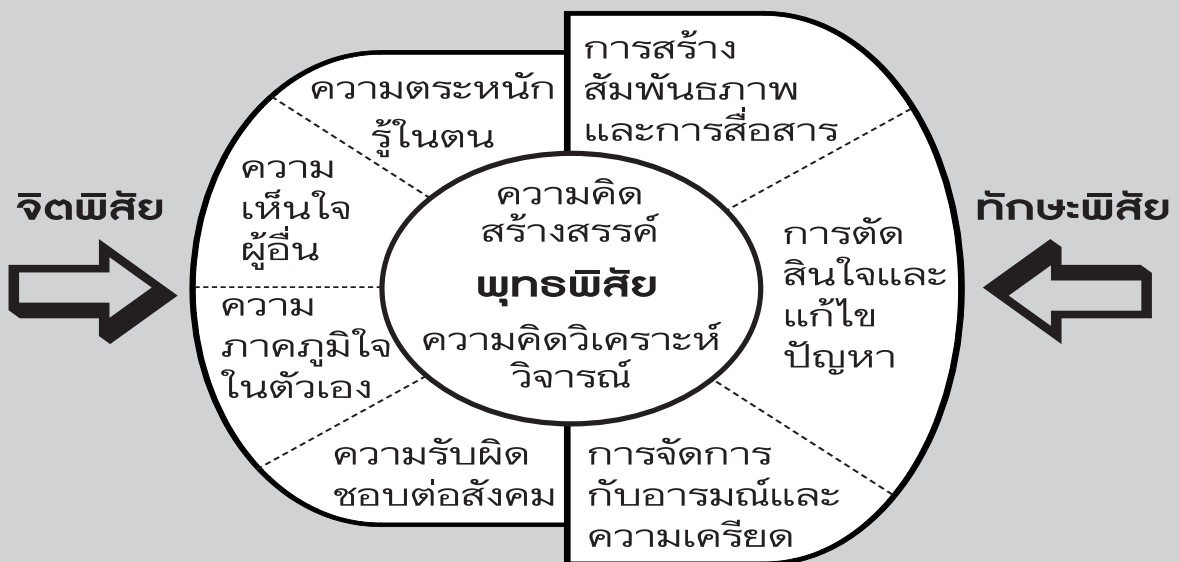 จิตพิสัย
ความตระหนัก
รู้ในตน
ความ
เห็นใจ
ผู้อื่น
ความ
ภาคภูมิใจ
ในตัวเอง
ความรับผิด
ชอบต่อสังคม
ความคิด
สร้างสรรค์
พุทธพิสัย
ความคิดวิเคราะห์
วิจารณ์
การสร้าง
สัมพันธภาพ
และการสื่อสาร
การตัด
สินใจและ
แก้ไข
ปัญหา
การจัดการ
กับอารมณ์และ
ความเครียด
ทักษะพิสัย